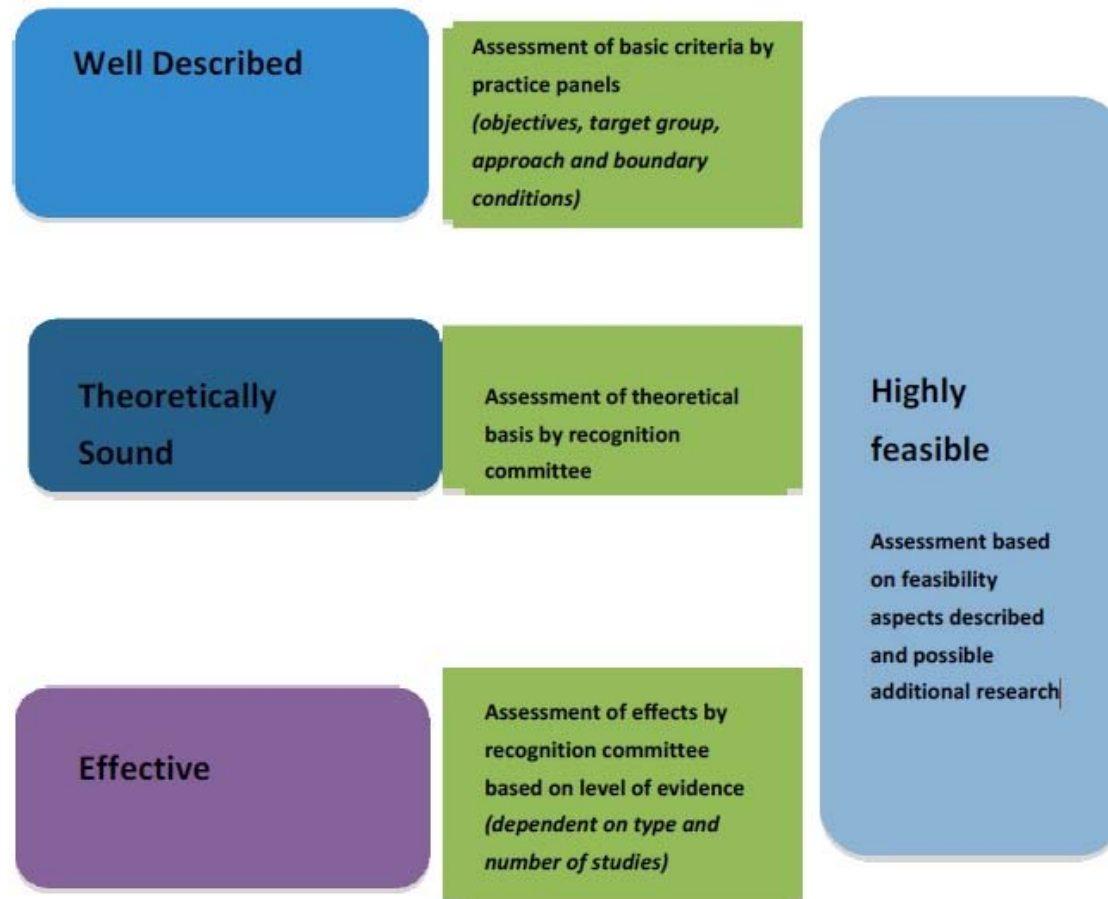 Well Described
Assessment of basic criteria by
practice panels
(objectives, target group,
approach and boundary
conditions)
Theoretically
Sound
Assessment of theoretical
basis by recognition
committee
Effective
Assessment of effects by
recognition committee
based on level of evidence
(dependent on type and
number of studies)
Highly
feasible
Assessment based
on feasibility
aspects described
and possible
additional research